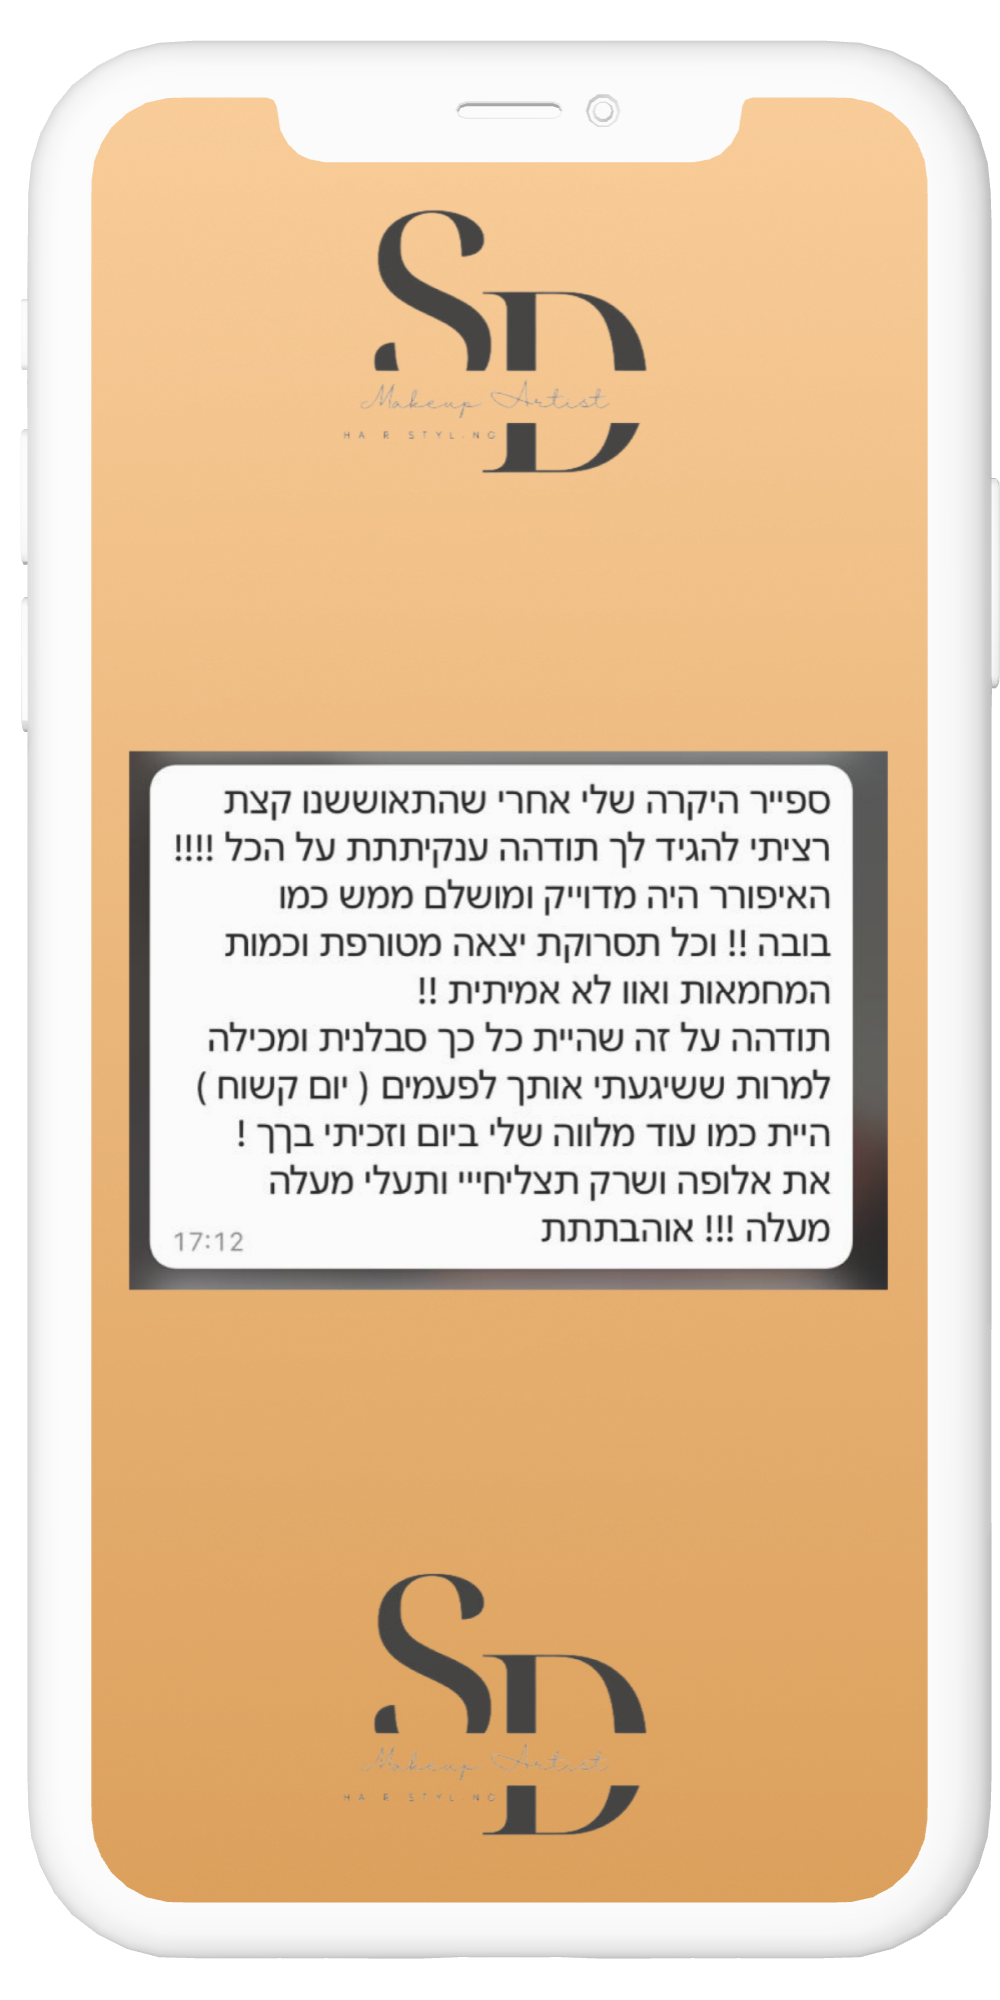 SD
Makeup Artist
HAIR STYLING
ספייר היקרה שלי אחרי שהתאוששנו קצת
רציתי להגיד לך תודהה ענקיתתת על הכל !!!!
האיפורר היה מדוייק ומושלם ממש כמו
בובה !! וכל תסרוקת יצאה מטורפת וכמות
המחמאות ואוו לא אמיתית !!
תודהה על זה שהיית כל כך סבלנית ומכילה
למרות ששיגעתי אותך לפעמים ( יום קשוח )
היית כמו עוד מלווה שלי ביום וזכיתי בךך !
את אלופה ושרק תצליחייי ותעלי מעלה
מעלה !!! אוהבתתת
17:12
SD
Makeup Artist
HAIR STYLING